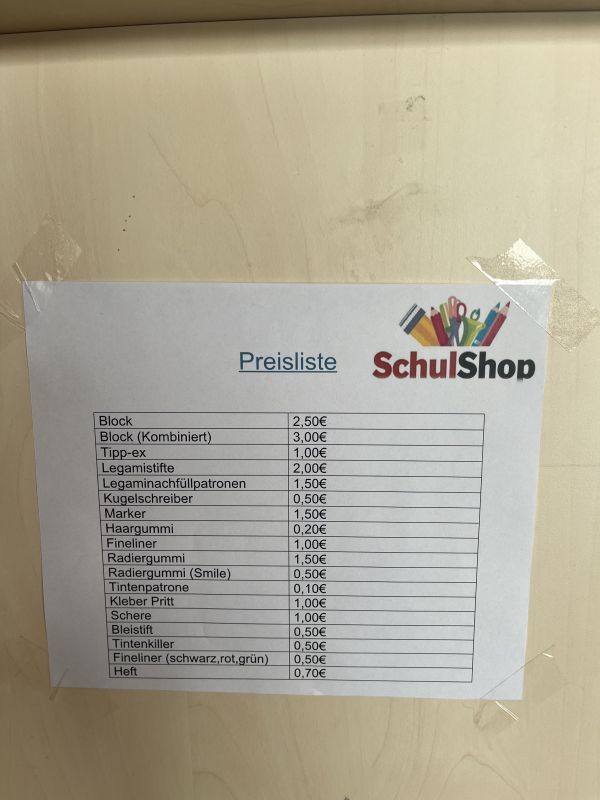 Preisliste
SchulShop
Block 2,50€
Block (Kombiniert) 3,00€
Tipp-ex 1,00€
Legamistifte 2,00€
Legaminachfüllpatronen 1,50€
Kugelschreiber 0,50€
Marker 1,50€
Haargummi 0,20€
Fineliner 1,00€
Radiergummi 1,50€
Radiergummi (Smile) 0,50€
Tintenpatrone 0,10€
Kleber Pritt 1,00€
Schere 1,00€
Bleistift 0,50€
Tintenkiller 0,50€
Fineliner (schwarz,rot,grün) 0,50€
Heft 0,70€